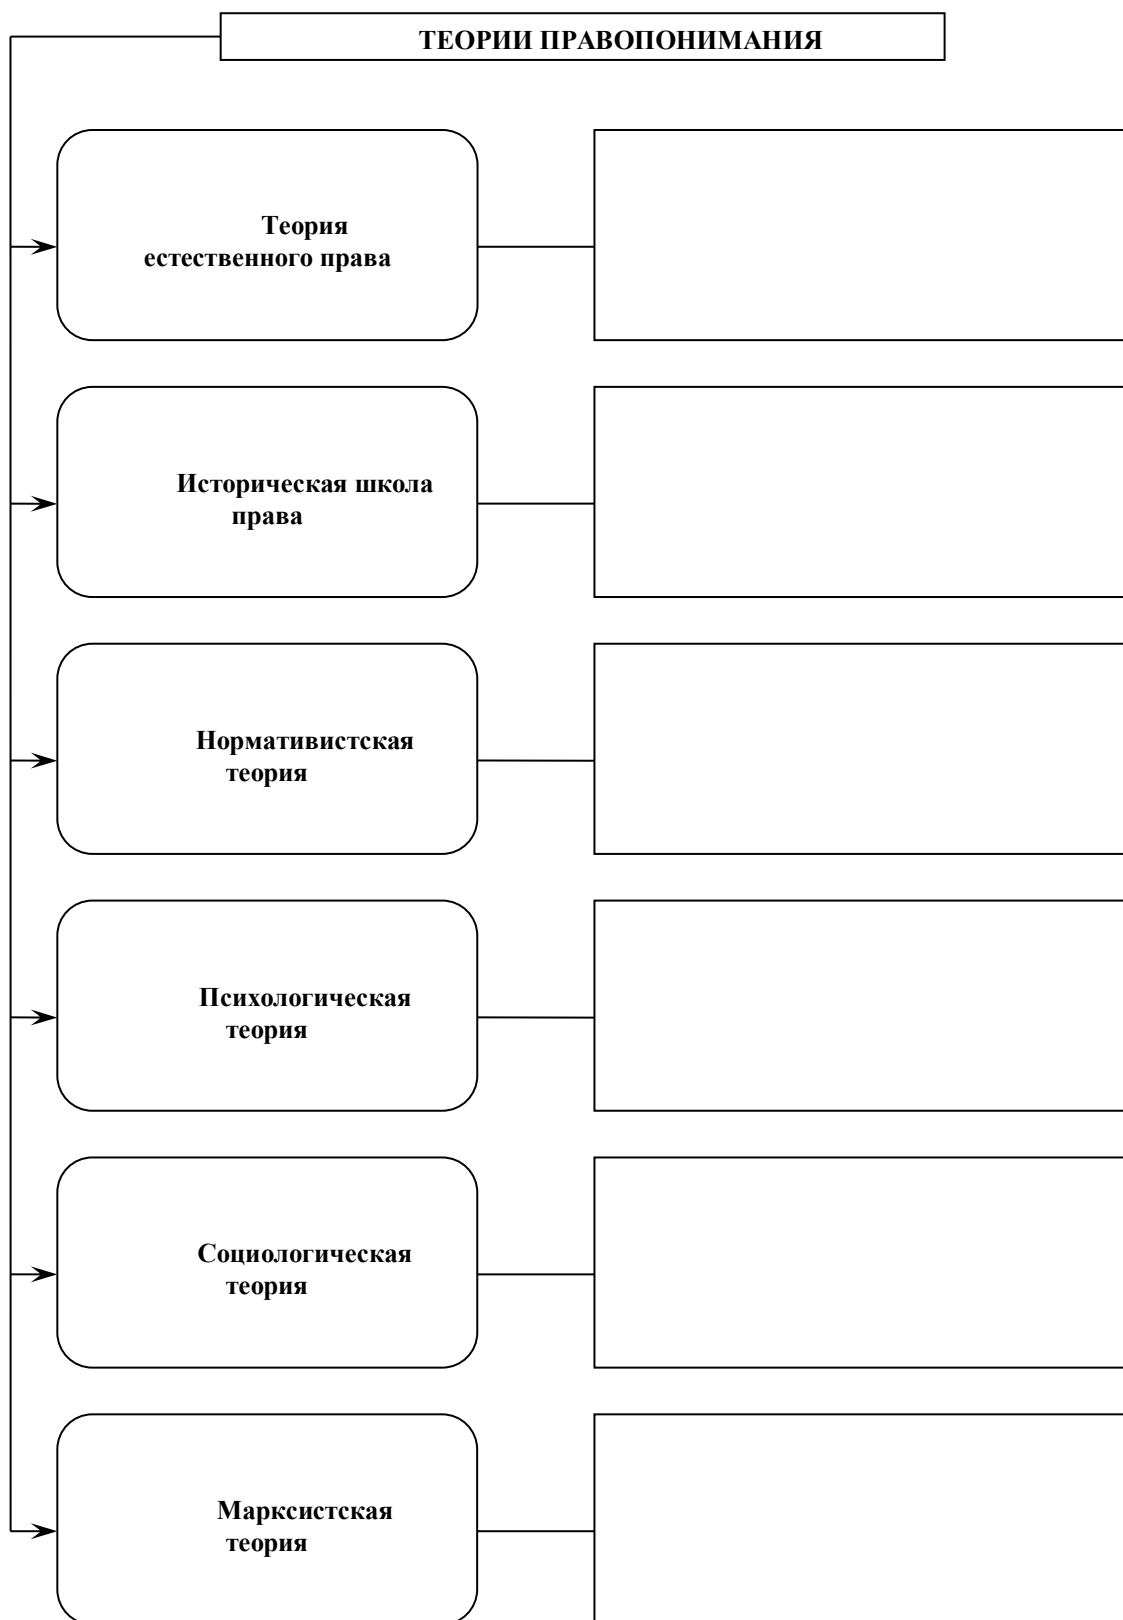 ТЕОРИИ ПРАВОПОНИМАНИЯ
Теория
естественного права
Историческая школа
права
Нормативистская
теория
Психологическая
теория
Социологическая
теория
Марксистская
теория